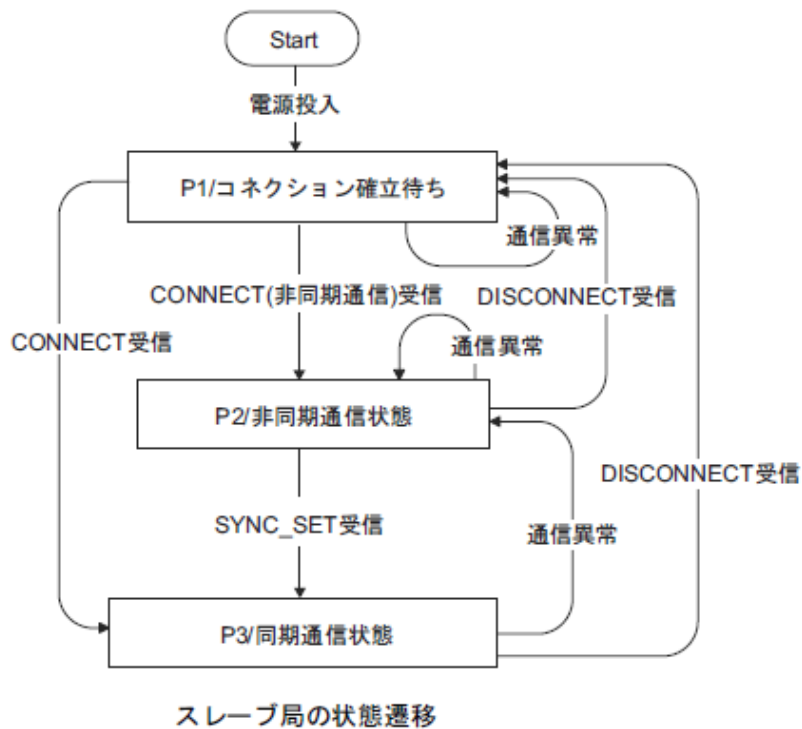 Start
電源投入
P1/コネクション確立待ち
通信異常
CONNECT(非同期通信)受信
DISCONNECT受信
CONNECT受信
通信異常
P2/非同期通信状態
DISCONNECT受信
SYNC_SET受信
通信異常
P3/同期通信状態
スレーブ局の状態遷移